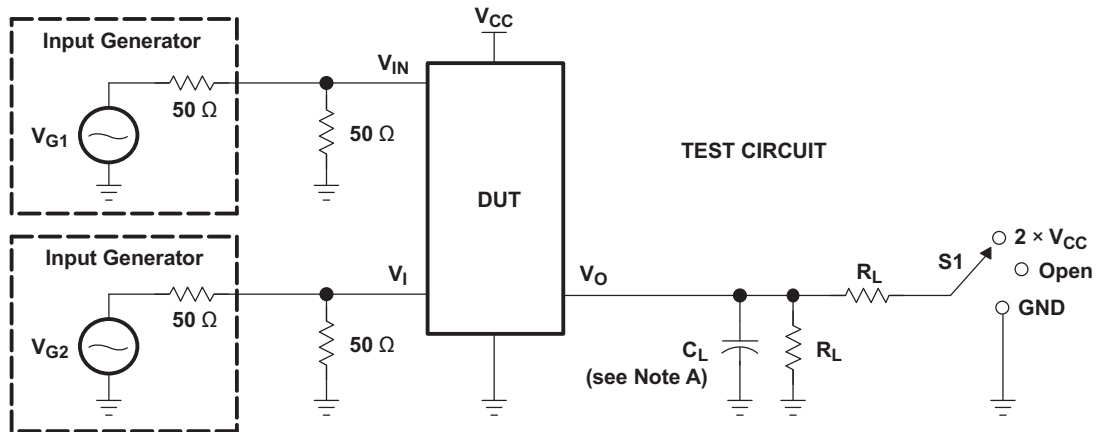 Input Generator
V_G1
50 Ω
50 Ω
V_IN
V_CC
DUT
TEST CIRCUIT
Input Generator
V_G2
50 Ω
50 Ω
V_I
V_O
C_L
(see Note A)
R_L
R_L
S1
2 × V_CC
Open
GND